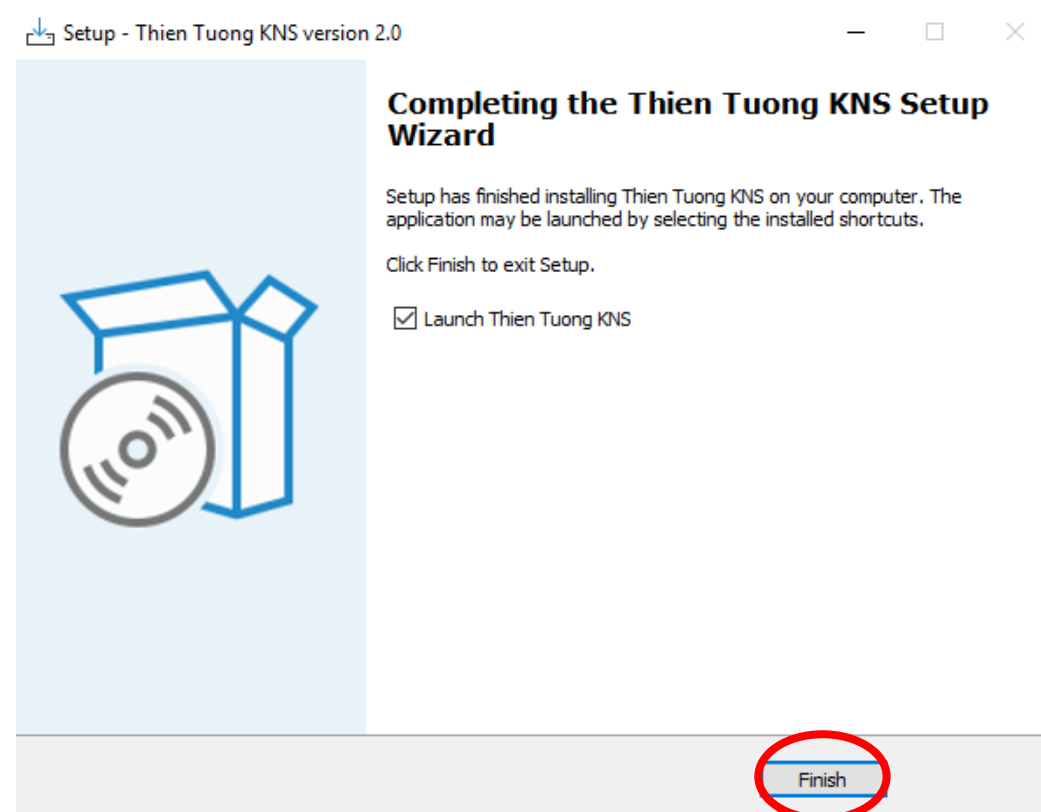 Setup - Thien Tuong KNS version 2.0
Completing the Thien Tuong KNS Setup
Wizard
Setup has finished installing Thien Tuong KNS on your computer. The
application may be launched by selecting the installed shortcuts.
Click Finish to exit Setup.
Launch Thien Tuong KNS
Finish